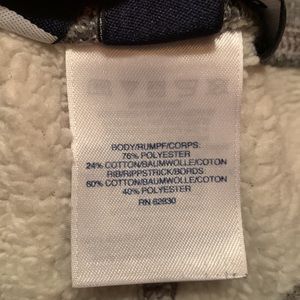 BODY/RUMPF/CORPS:
76% POLYESTER
24% COTTON/BAUMWOLLE/COTON
RIB/RIPPSTRICK/BORDS:
60% COTTON/BAUMWOLLE/COTON
40% POLYESTER
RN 62830